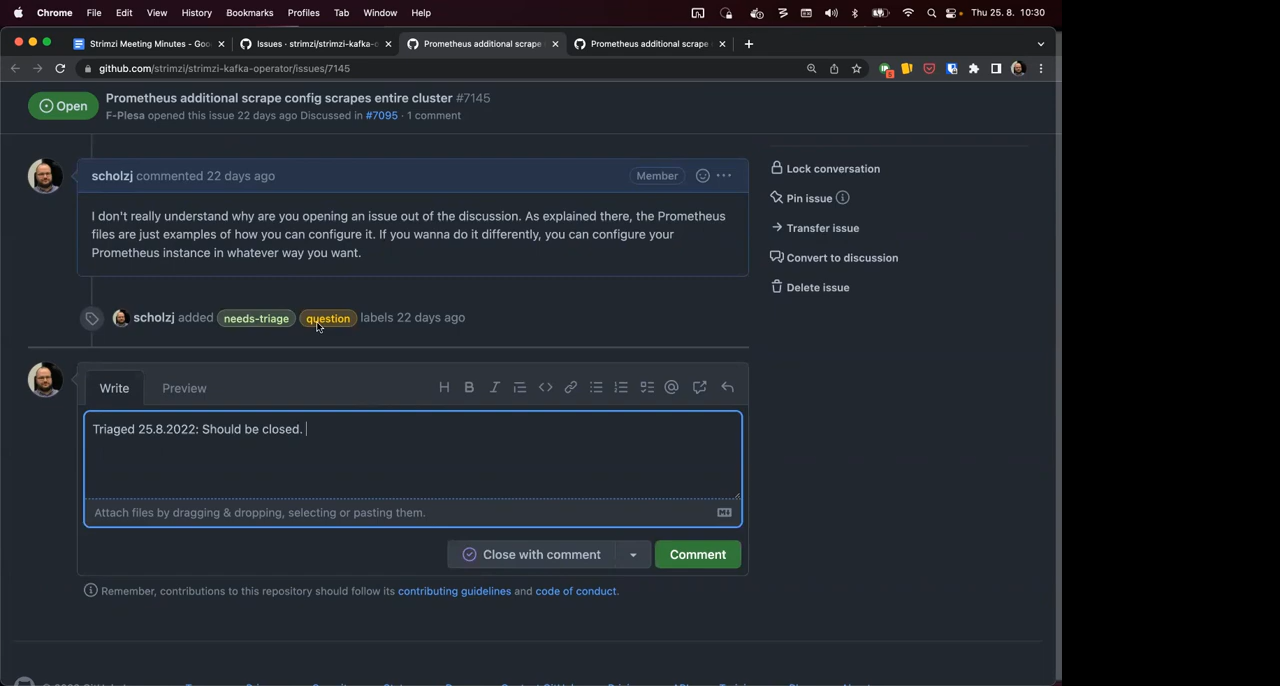 Chrome File Edit View History Bookmarks Profiles Tab Window Help Thu 25. 8. 10:30
Strimzi Meeting Minutes - Goo Issues · strimzi/strimzi-kafka-o Prometheus additional scrape Prometheus additional scrape
github.com/strimzi/strimzi-kafka-operator/issues/7145
Open
Prometheus additional scrape config scrapes entire cluster #7145
F-Plesa opened this issue 22 days ago Discussed in #7095 · 1 comment
scholzj commented 22 days ago Member
I don't really understand why are you opening an issue out of the discussion. As explained there, the Prometheus
files are just examples of how you can configure it. If you wanna do it differently, you can configure your
Prometheus instance in whatever way you want.
scholzj added needs-triage question labels 22 days ago
Write Preview
Triaged 25.8.2022: Should be closed.
Attach files by dragging & dropping, selecting or pasting them.
Close with comment Comment
Remember, contributions to this repository should follow its contributing guidelines and code of conduct.
Lock conversation
Pin issue
Transfer issue
Convert to discussion
Delete issue